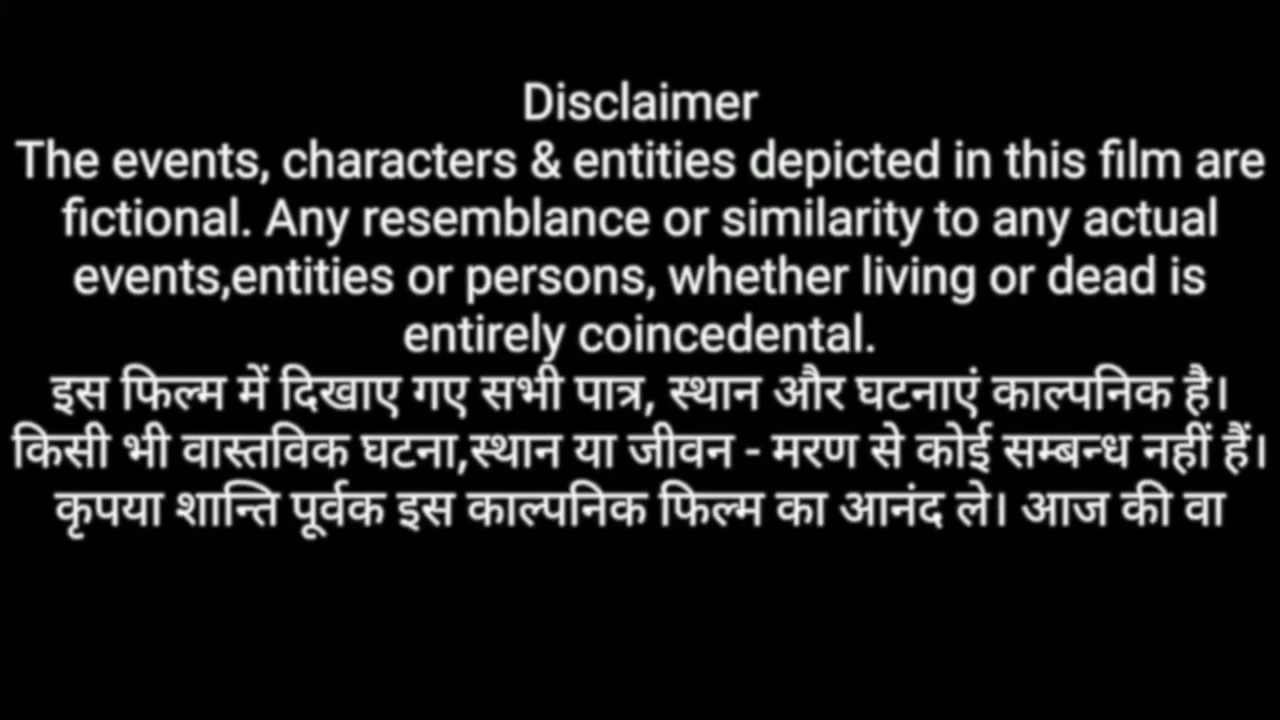 Disclaimer
The events, characters & entities depicted in this film are
fictional. Any resemblance or similarity to any actual
events,entities or persons, whether living or dead is
entirely coincedental.
इस फिल्म में दिखाए गए सभी पात्र, स्थान और घटनाएं काल्पनिक है।
किसी भी वास्तविक घटना,स्थान या जीवन - मरण से कोई सम्बन्ध नहीं हैं।
कृपया शान्ति पूर्वक इस काल्पनिक फिल्म का आनंद ले। आज की वा